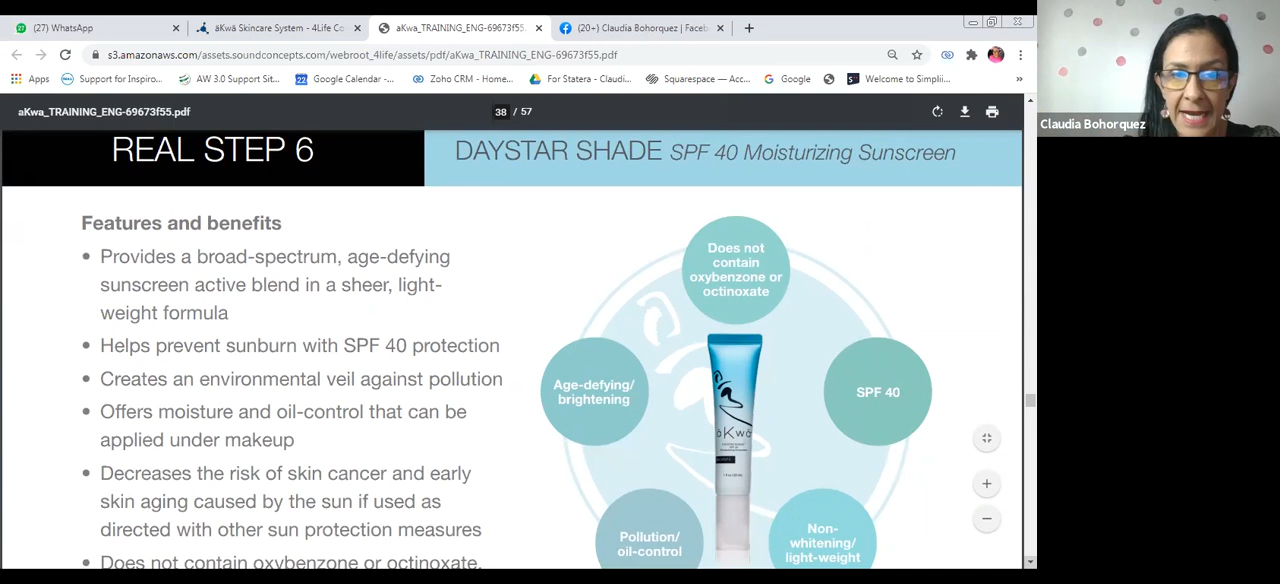 (27) WhatsApp
äKwä Skincare System - 4Life Co
aKwa_TRAINING_ENG-69673f55.
(20+) Claudia Bohorquez | Faceb
s3.amazonaws.com/assets.soundconcepts.com/webroot_4life/assets/pdf/aKwa_TRAINING_ENG-69673f55.pdf
Apps
Support for Inspiro...
AW 3.0 Support Sit...
22
Google Calendar -...
Zoho CRM - Home...
For Statera - Claudi...
Squarespace — Acc...
Google
Welcome to Simplii...
»
aKwa_TRAINING_ENG-69673f55.pdf
38 / 57
Claudia Bohorquez
REAL STEP 6
DAYSTAR SHADE SPF 40 Moisturizing Sunscreen
Features and benefits
• Provides a broad-spectrum, age-defying
sunscreen active blend in a sheer, light-
weight formula
• Helps prevent sunburn with SPF 40 protection
• Creates an environmental veil against pollution
• Offers moisture and oil-control that can be
applied under makeup
• Decreases the risk of skin cancer and early
skin aging caused by the sun if used as
directed with other sun protection measures
• Does not contain oxybenzone or octinoxate,
Does not
contain
oxybenzone or
octinoxate
Age-defying/
brightening
SPF 40
äKwä
Pollution/
oil-control
Non-
whitening/
light-weight